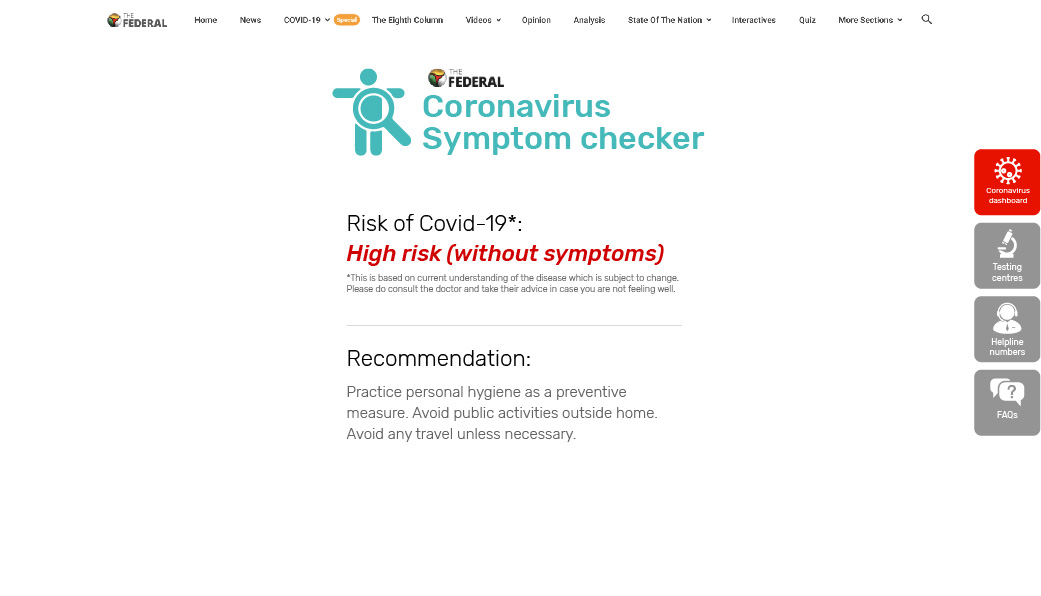 THE FEDERAL Home News COVID-19 Special The Eighth Column Videos Opinion Analysis State Of The Nation Interactives Quiz More Sections
THE
FEDERAL
Coronavirus
Symptom checker
Coronavirus
dashboard
Risk of Covid-19*:
High risk (without symptoms)
*This is based on current understanding of the disease which is subject to change.
Please do consult the doctor and take their advice in case you are not feeling well.
Testing
centres
Helpline
numbers
Recommendation:
Practice personal hygiene as a preventive
measure. Avoid public activities outside home.
Avoid any travel unless necessary.
FAQs